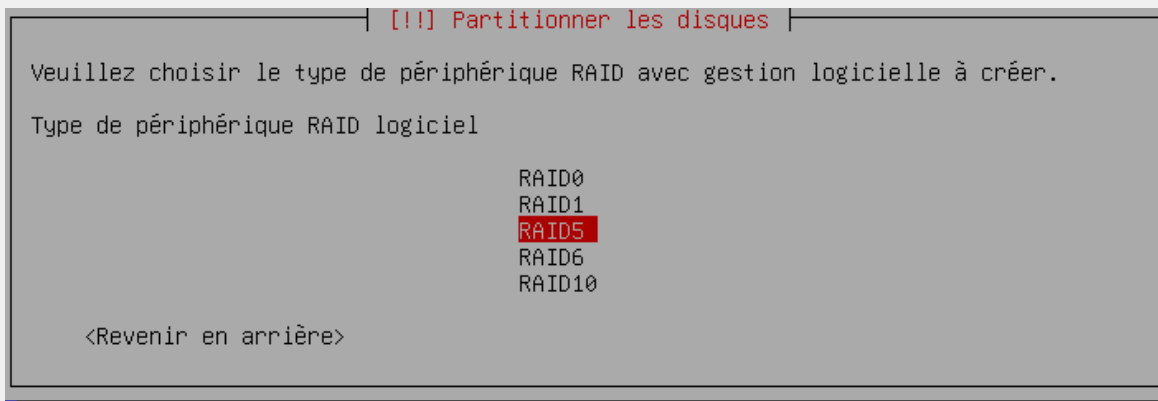 [!!] Partitionner les disques
Veuillez choisir le type de périphérique RAID avec gestion logicielle à créer.
Type de périphérique RAID logiciel
RAID0
RAID1
RAID5
RAID6
RAID10
<Revenir en arrière>